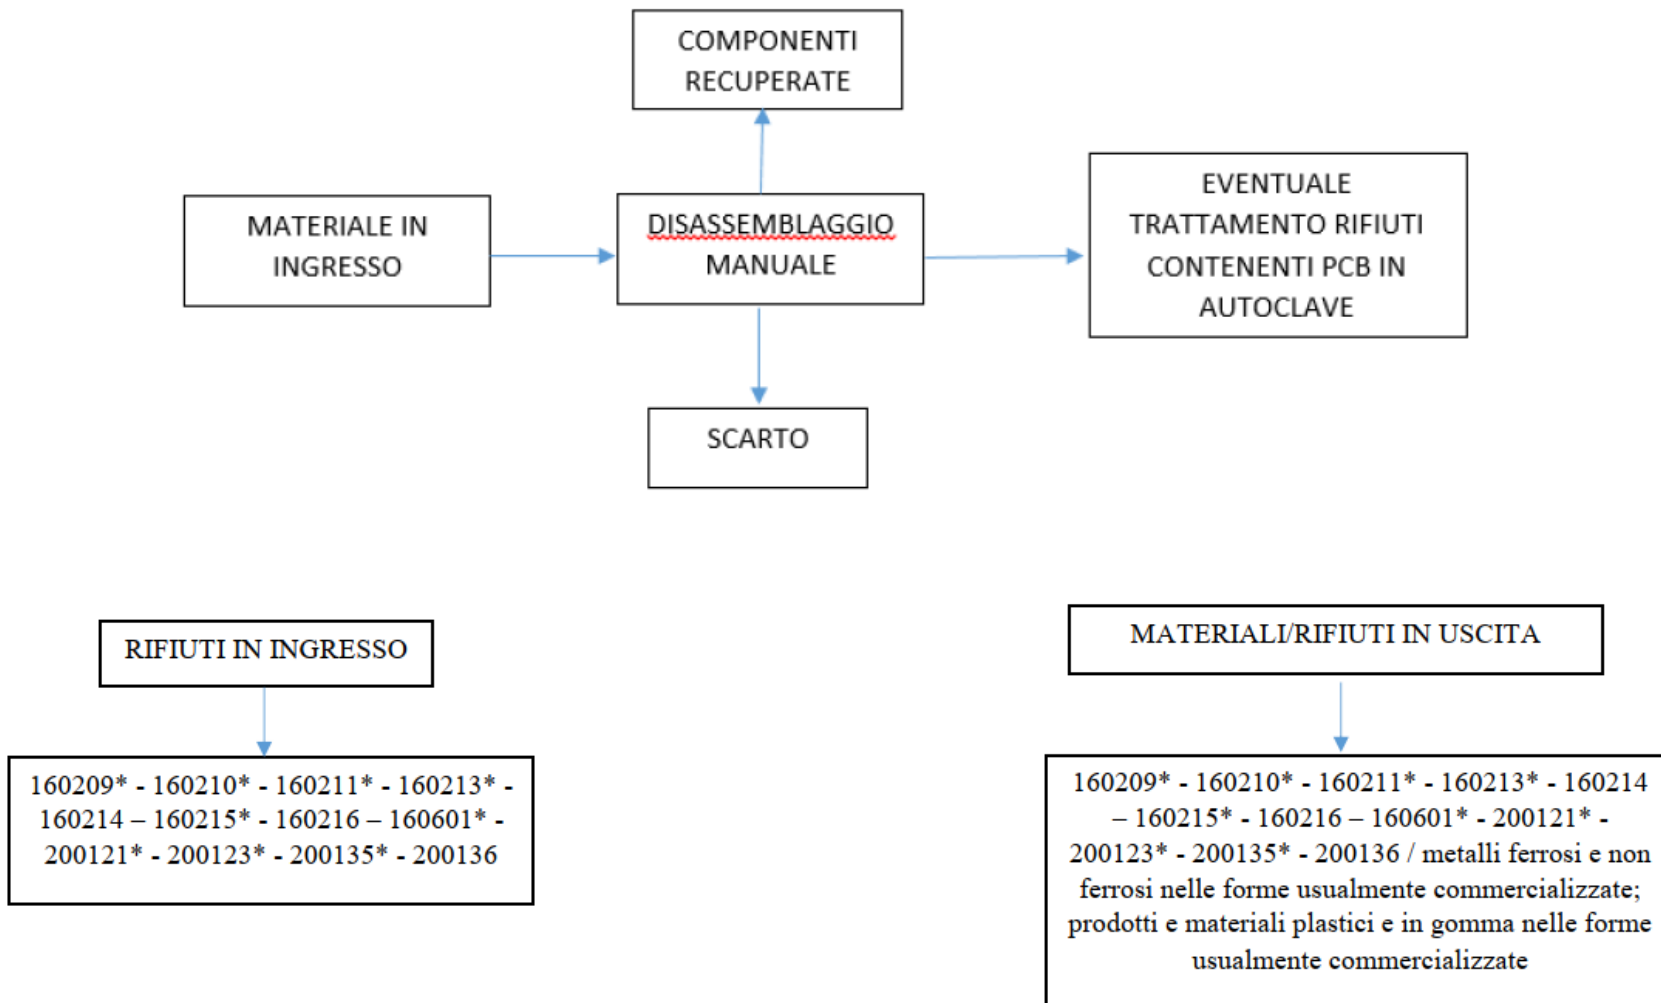 COMPONENTI
RECUPERATE
MATERIALE IN
INGRESSO
DISASSEMBLAGGIO
MANUALE
EVENTUALE
TRATTAMENTO RIFIUTI
CONTENENTI PCB IN
AUTOCLAVE
SCARTO
RIFIUTI IN INGRESSO
160209* - 160210* - 160211* - 160213* -
160214 – 160215* - 160216 – 160601* -
200121* - 200123* - 200135* - 200136
MATERIALI/RIFIUTI IN USCITA
160209* - 160210* - 160211* - 160213* - 160214
– 160215* - 160216 – 160601* - 200121* -
200123* - 200135* - 200136 / metalli ferrosi e non
ferrosi nelle forme usualmente commercializzate;
prodotti e materiali plastici e in gomma nelle forme
usualmente commercializzate